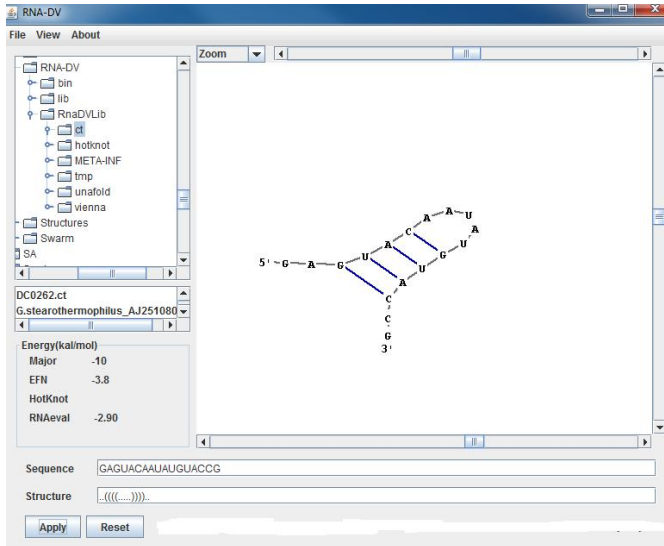 RNA-DV
File View About
Zoom
RNA-DV
bin
lib
RnaDVLib
ct
hotknot
META-INF
tmp
unafold
vienna
Structures
Swarm
SA
DC0262.ct
G.stearothermophilus_AJ251080
Energy(kal/mol)
Major -10
EFN -3.8
HotKnot
RNAeval -2.90
5' G A G U A C A A U A U G U A C C G 3'
Sequence GAGUACAAUAUGUACCG
Structure ..((((.....))))..
Apply Reset